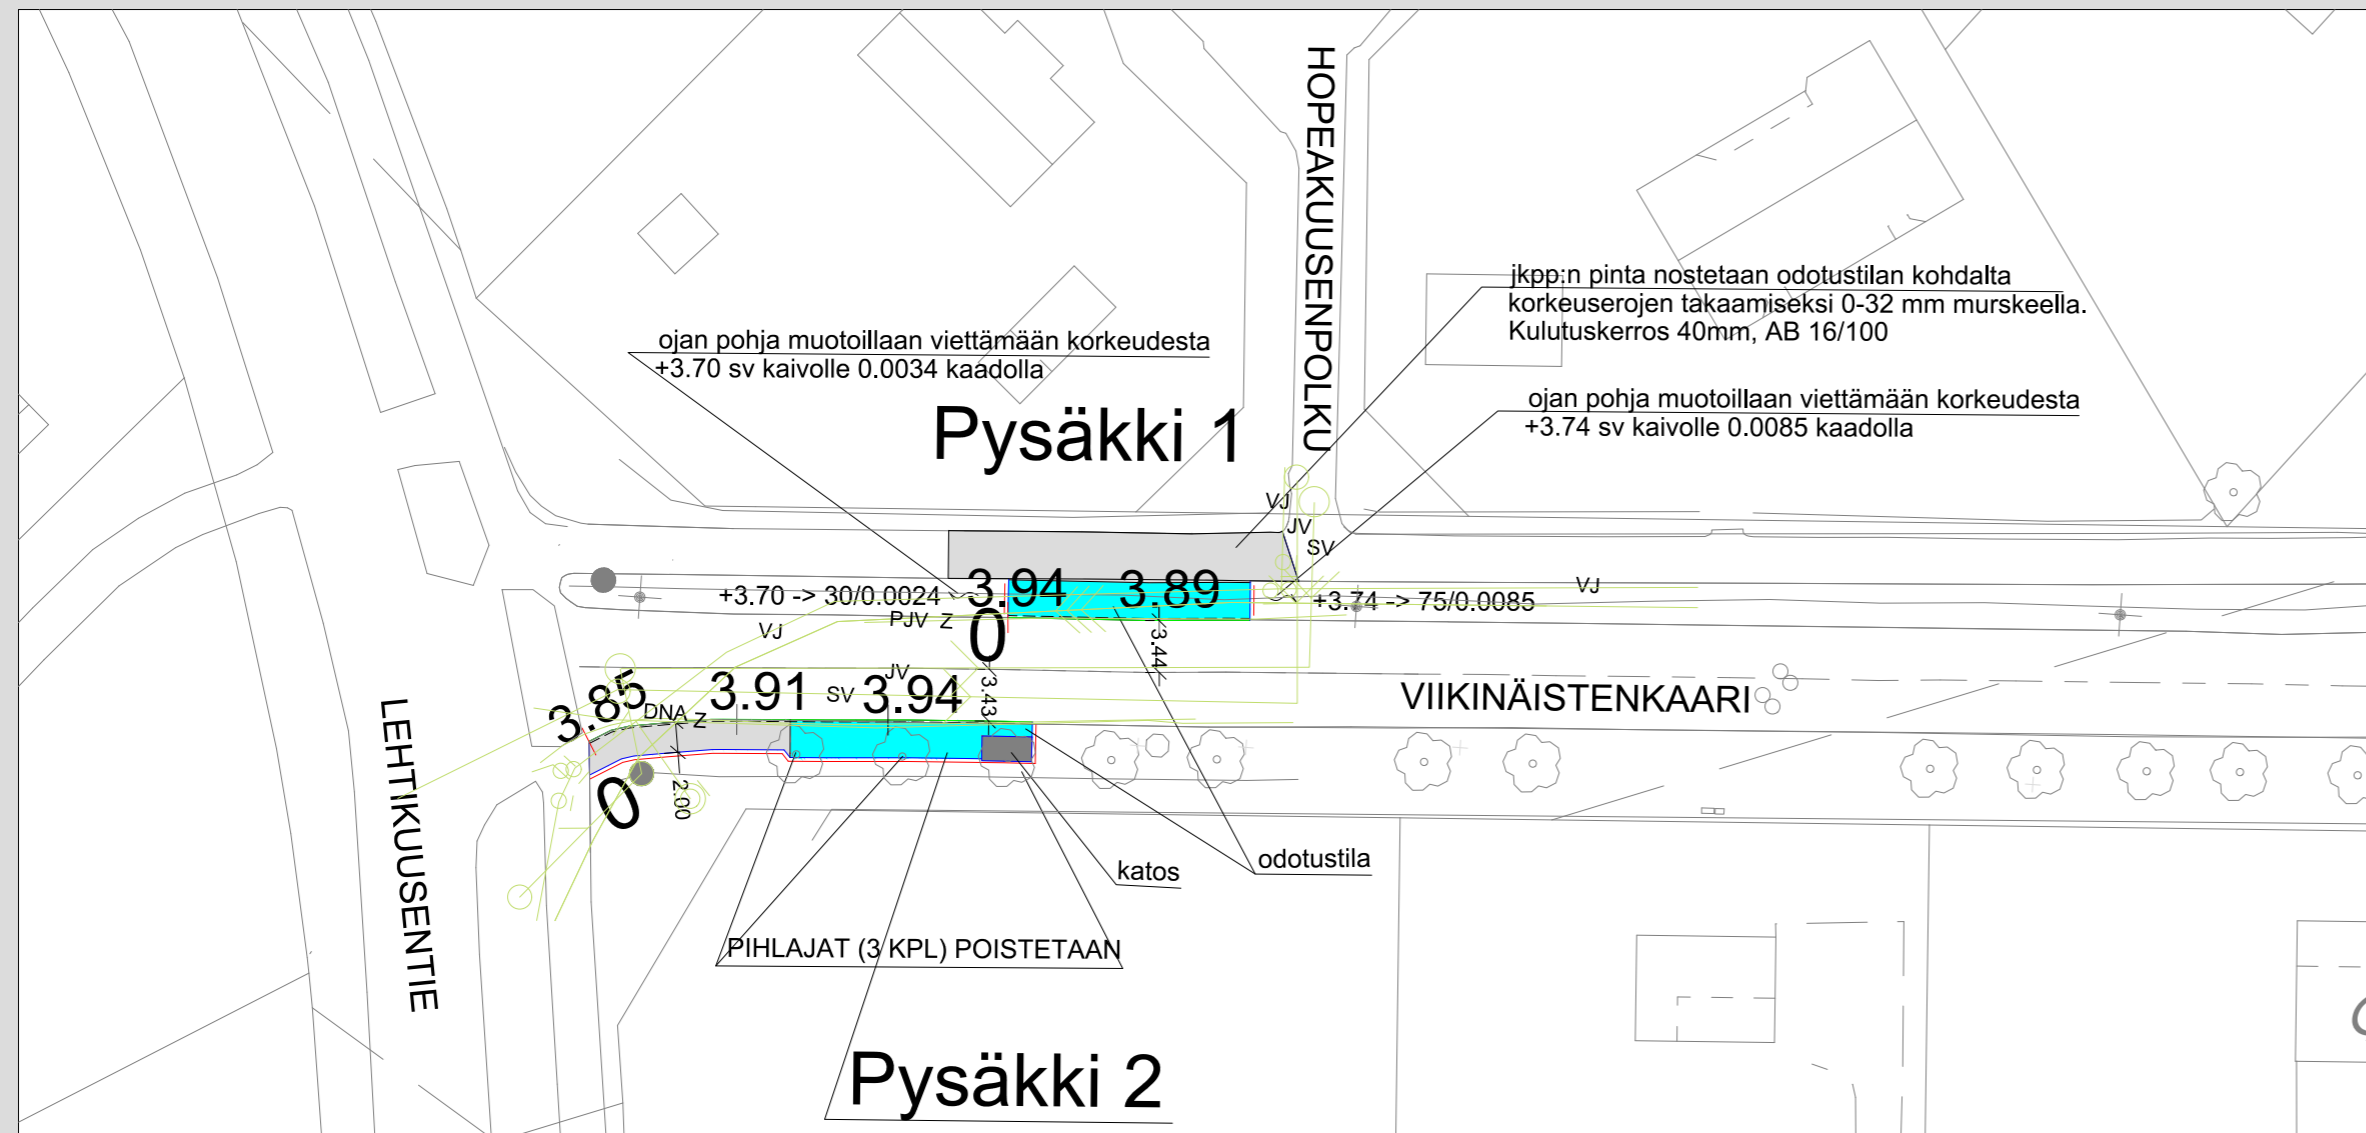 HOPEAKUUSENPOLKU
jkpp:n pinta nostetaan odotustilan kohdalta
korkeuserojen takaamiseksi 0-32 mm murskeella.
Kulutuskerros 40mm, AB 16/100
ojan pohja muotoillaan viettämään korkeudesta
+3.70 sv kaivolle 0.0034 kaadolla
ojan pohja muotoillaan viettämään korkeudesta
+3.74 sv kaivolle 0.0085 kaadolla
Pysäkki 1
VJ
JV
SV
+3.70 -> 30/0.0024
3.94
3.89
+3.74 -> 75/0.0085
VJ
VJ
PJV
Z
0
3.44
JV
3.85
3.91
SV
3.94
3.43
VIIKINÄISTENKAARI
DNA
Z
2.00
0
LEHTIKUUSENTIE
katos
odotustila
PIHLAJAT (3 KPL) POISTETAAN
Pysäkki 2